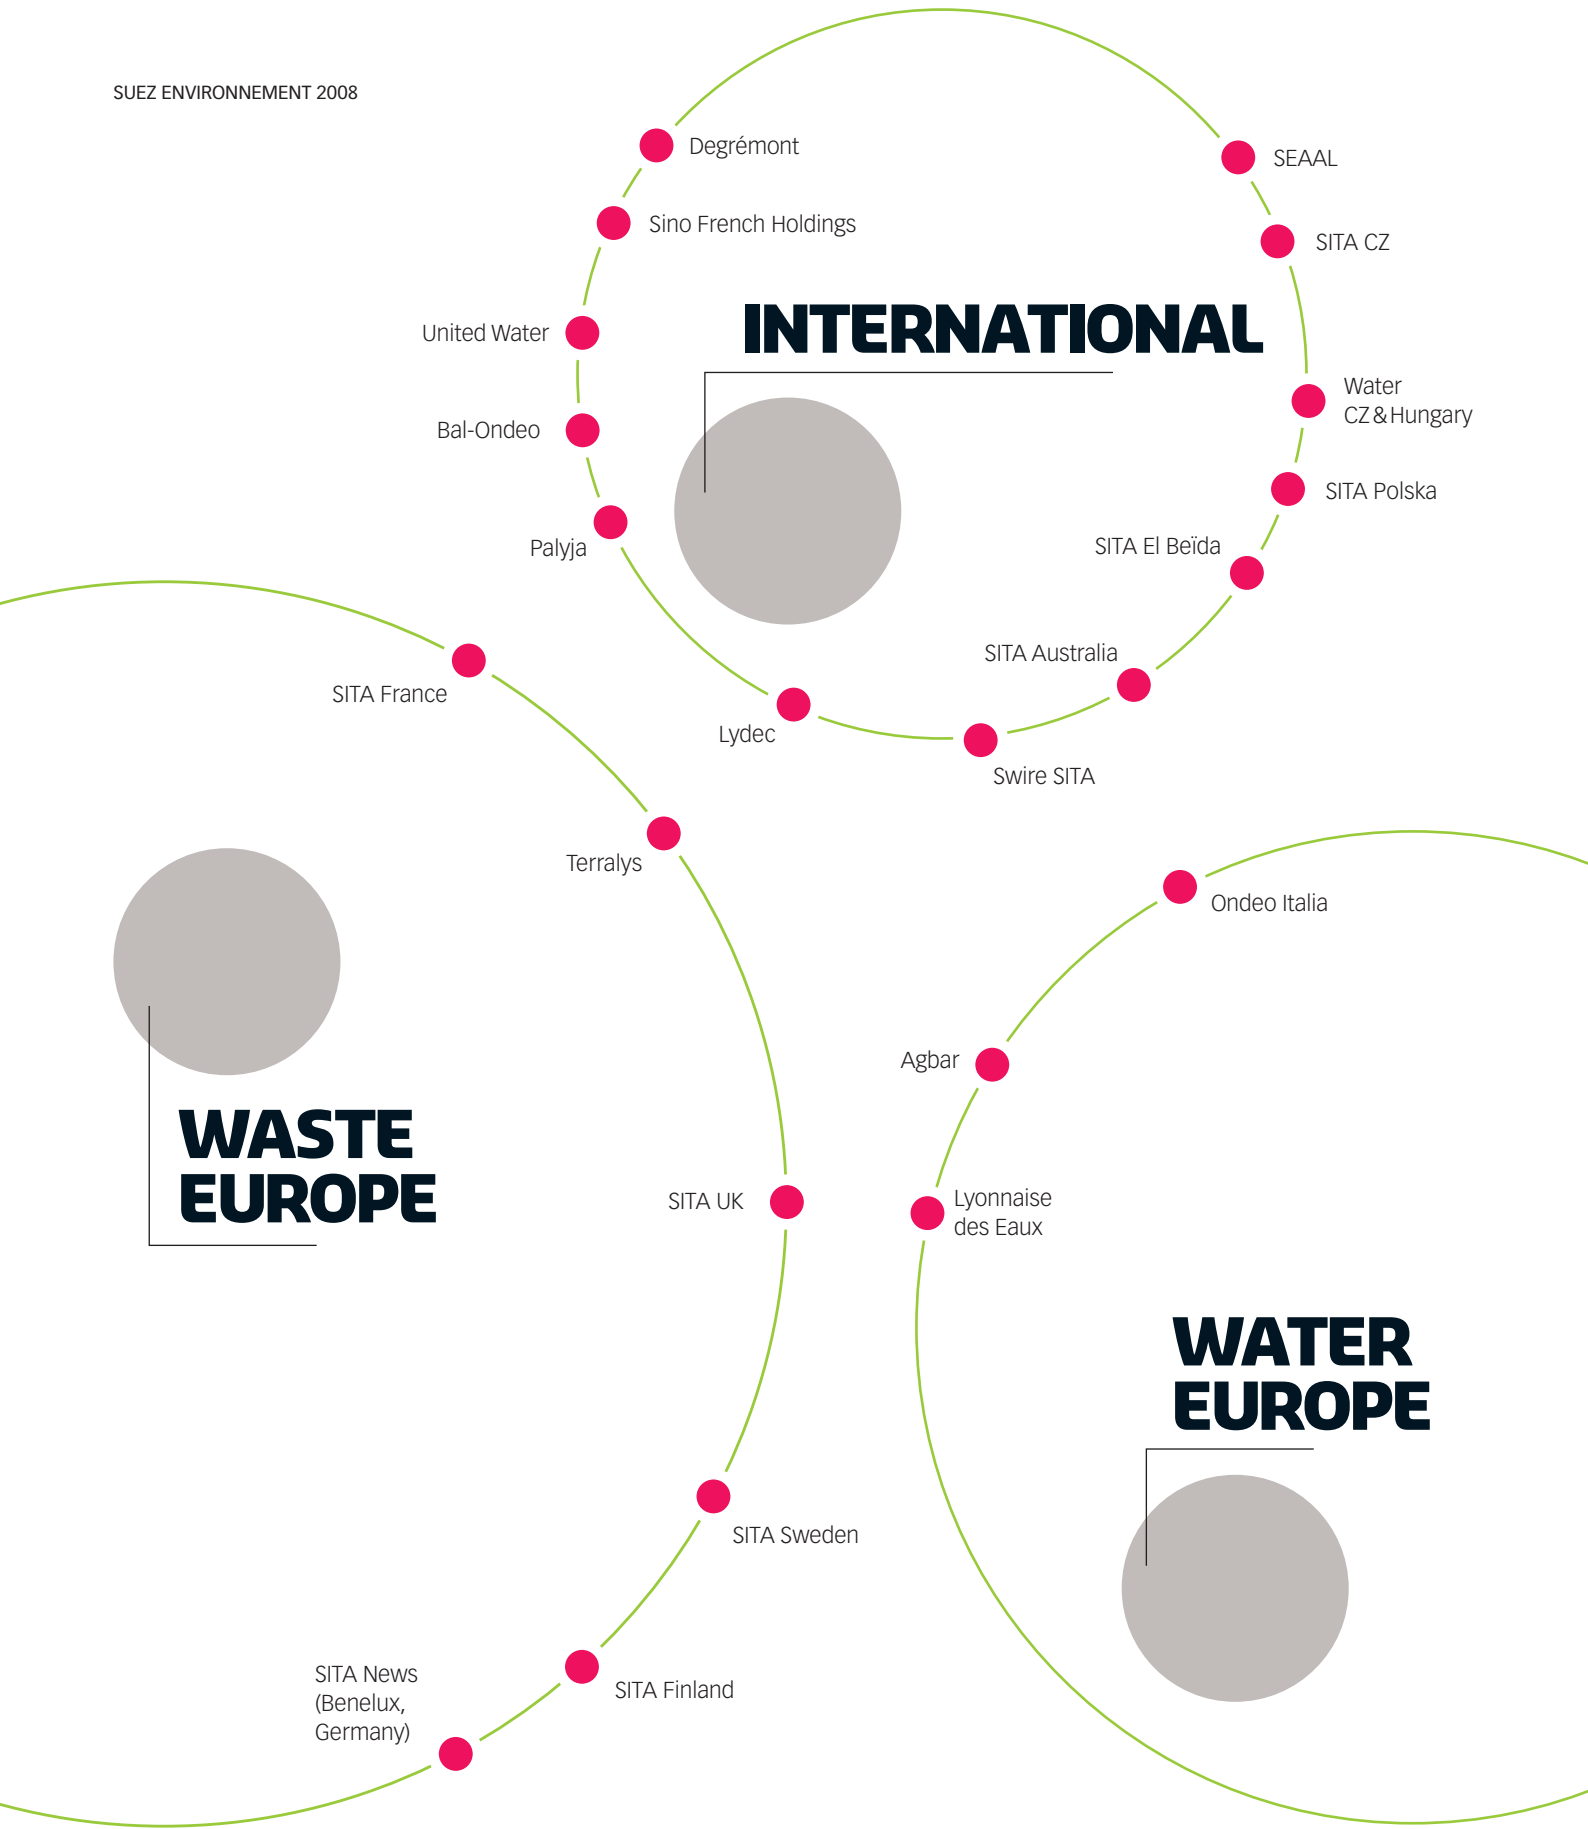 SUEZ ENVIRONNEMENT 2008
Degrémont
SEAAL
Sino French Holdings
SITA CZ
INTERNATIONAL
United Water
Water
CZ & Hungary
Bal-Ondeo
SITA Polska
Palyja
SITA El Beïda
SITA Australia
SITA France
Lydec
Swire SITA
Terralys
Ondeo Italia
Agbar
WASTE
EUROPE
SITA UK
Lyonnaise
des Eaux
WATER
EUROPE
SITA Sweden
SITA News
(Benelux,
Germany)
SITA Finland